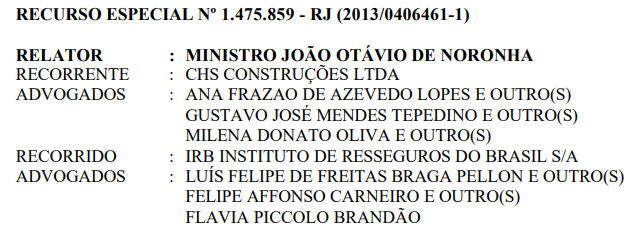 RECURSO ESPECIAL Nº 1.475.859 - RJ (2013/0406461-1)
RELATOR : MINISTRO JOÃO OTÁVIO DE NORONHA
RECORRENTE : CHS CONSTRUÇÕES LTDA
ADVOGADOS : ANA FRAZAO DE AZEVEDO LOPES E OUTRO(S)
GUSTAVO JOSÉ MENDES TEPEDINO E OUTRO(S)
MILENA DONATO OLIVA E OUTRO(S)
RECORRIDO : IRB INSTITUTO DE RESSEGUROS DO BRASIL S/A
ADVOGADOS : LUÍS FELIPE DE FREITAS BRAGA PELLON E OUTRO(S)
FELIPE AFFONSO CARNEIRO E OUTRO(S)
FLAVIA PICCOLO BRANDÃO